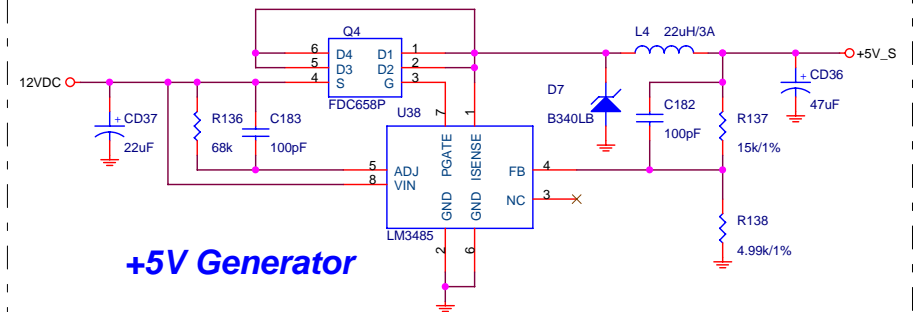 Q4
L4 22uH/3A
6 D4 D1 1
5 D3 D2 2
4 S G 3
FDC658P
12VDC
+5V_S
+ CD37
22uF
R136
68k
C183
100pF
U38
7
1
D7
B340LB
C182
100pF
+ CD36
47uF
R137
15k/1%
5 ADJ
8 VIN
PGATE
ISENSE
FB 4
NC 3
GND
GND
LM3485
2
6
R138
4.99k/1%
+5V Generator